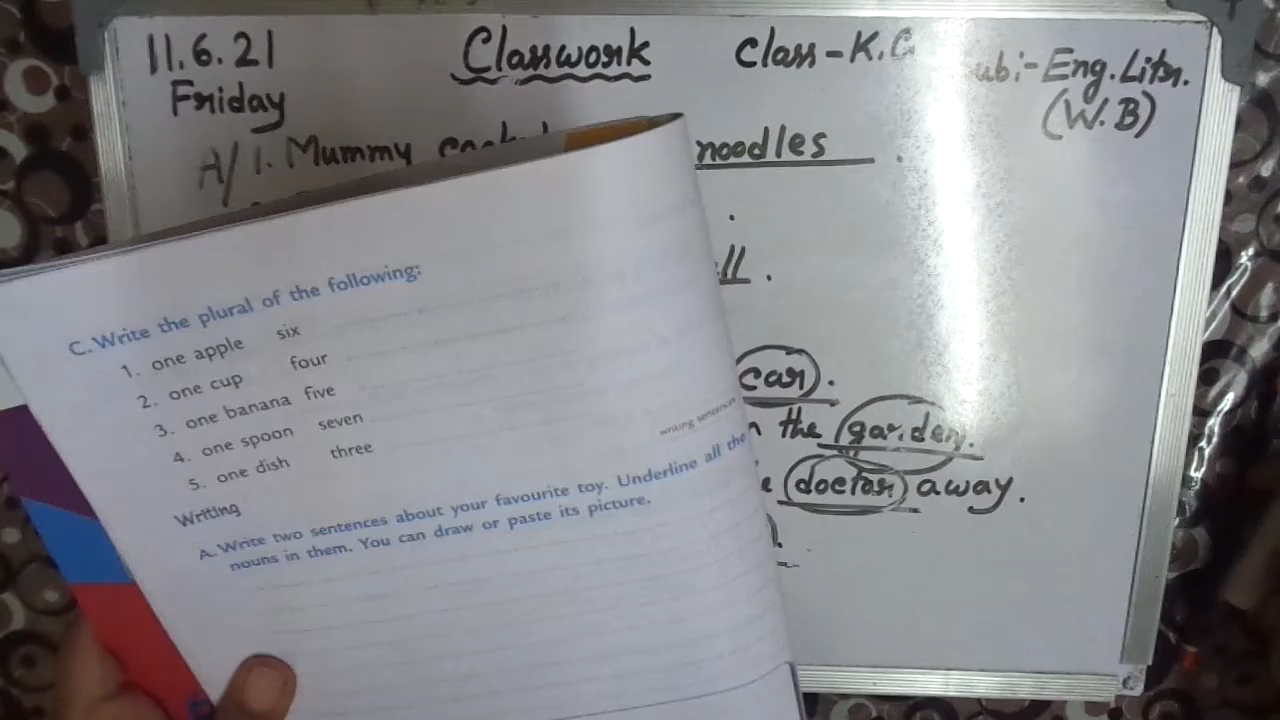 11.6.21 Classwork Class-K.G
Friday ubi-Eng.Litr.
(W.B)
A/ 1. Mummy noodles .
.
ll .
car.
the garden.
doctor away.
C. Write the plural of the following:
1. one apple six
2. one cup four
3. one banana five
4. one spoon seven
5. one dish three
writing sentences
Writing
A. Write two sentences about your favourite toy. Underline all the
nouns in them. You can draw or paste its picture.